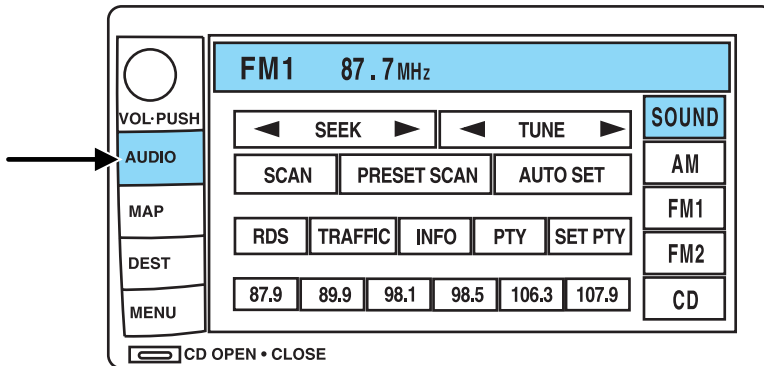 FM1 87.7 MHz
VOL·PUSH
AUDIO
MAP
DEST
MENU
SEEK TUNE
SCAN PRESET SCAN AUTO SET
RDS TRAFFIC INFO PTY SET PTY
87.9 89.9 98.1 98.5 106.3 107.9
SOUND
AM
FM1
FM2
CD
CD OPEN • CLOSE